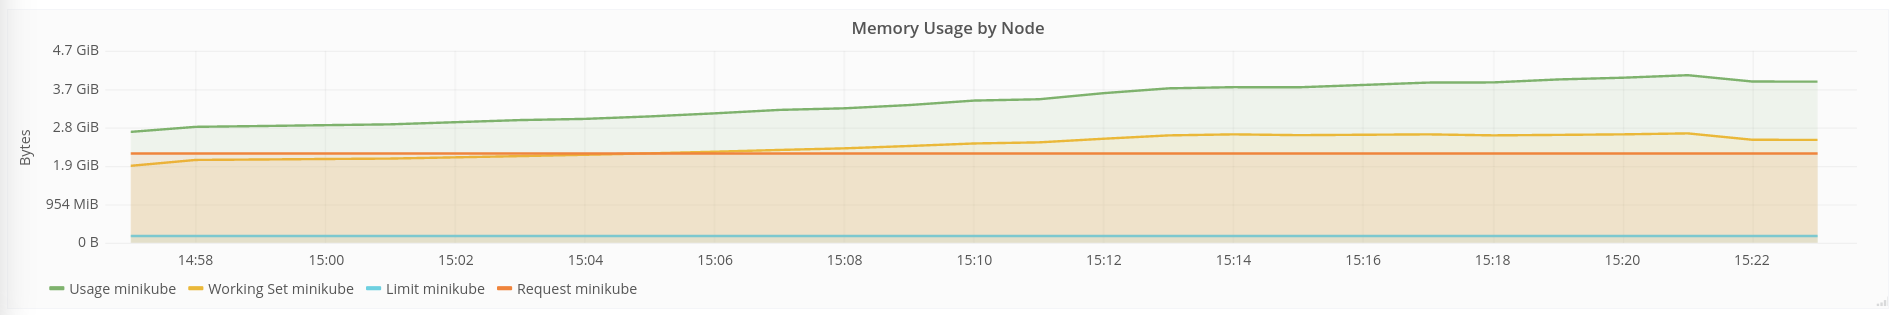 Memory Usage by Node
4.7 GiB
3.7 GiB
2.8 GiB
1.9 GiB
954 MiB
0 B
Bytes
14:58 15:00 15:02 15:04 15:06 15:08 15:10 15:12 15:14 15:16 15:18 15:20 15:22
Usage minikube Working Set minikube Limit minikube Request minikube